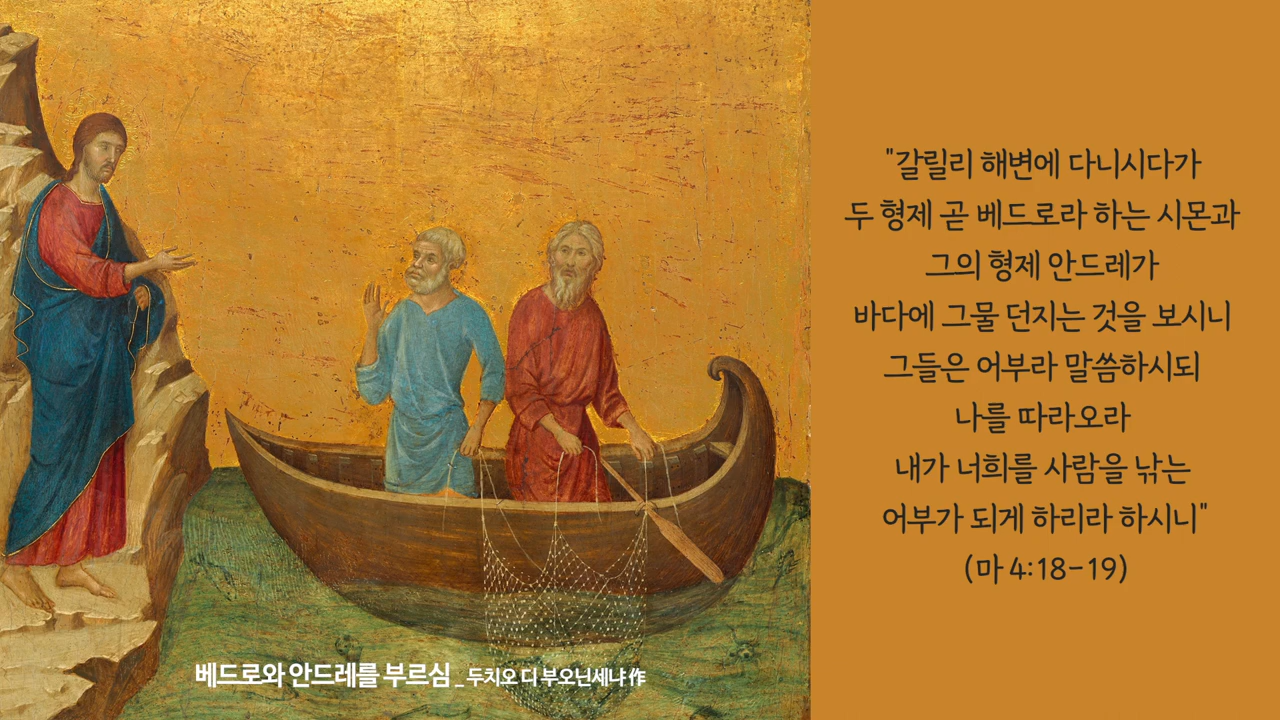 "갈릴리 해변에 다니시다가
두 형제 곧 베드로라 하는 시몬과
그의 형제 안드레가
바다에 그물 던지는 것을 보시니
그들은 어부라 말씀하시되
나를 따라오라
내가 너희를 사람을 낚는
어부가 되게 하리라 하시니"
(마 4:18-19)
베드로와 안드레를 부르심 _ 두치오 디 부오닌세냐 作